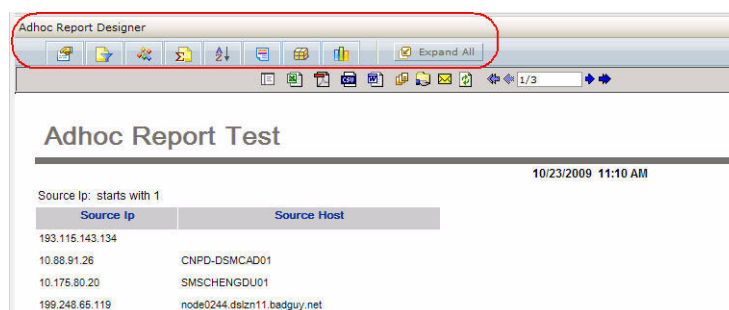 Adhoc Report Designer
Expand All
1/3
Adhoc Report Test
10/23/2009 11:10 AM
Source Ip: starts with 1
Source Ip Source Host
193.115.143.134
10.88.91.26 CNPD-DSMCAD01
10.175.80.20 SMSCHENGDU01
199.248.65.119 node0244.dslzn11.badguy.net